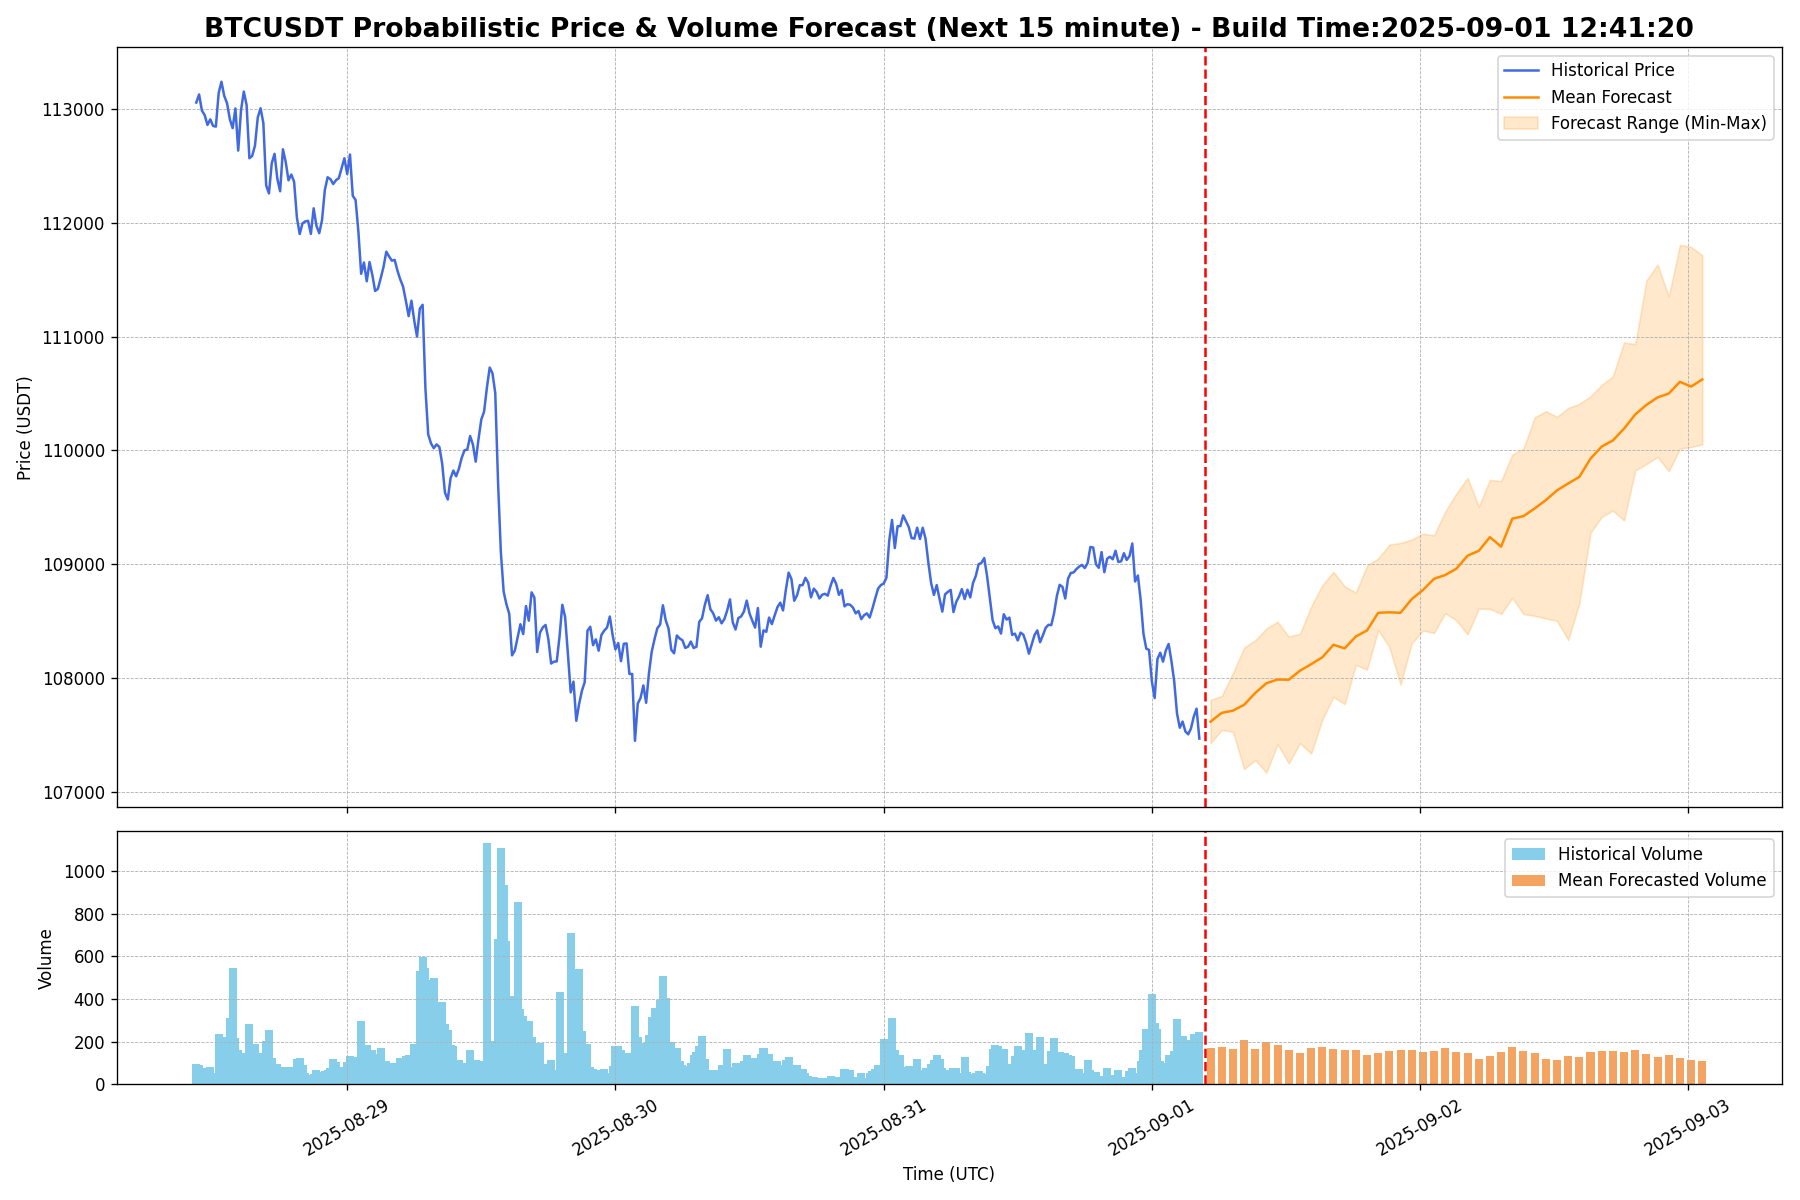 BTCUSDT Probabilistic Price & Volume Forecast (Next 15 minute) - Build Time:2025-09-01 12:41:20
Historical Price
Mean Forecast
Forecast Range (Min-Max)
113000
112000
111000
110000
109000
108000
107000
Price (USDT)
Historical Volume
Mean Forecasted Volume
1000
800
600
400
200
0
Volume
2025-08-29
2025-08-30
2025-08-31
2025-09-01
2025-09-02
2025-09-03
Time (UTC)